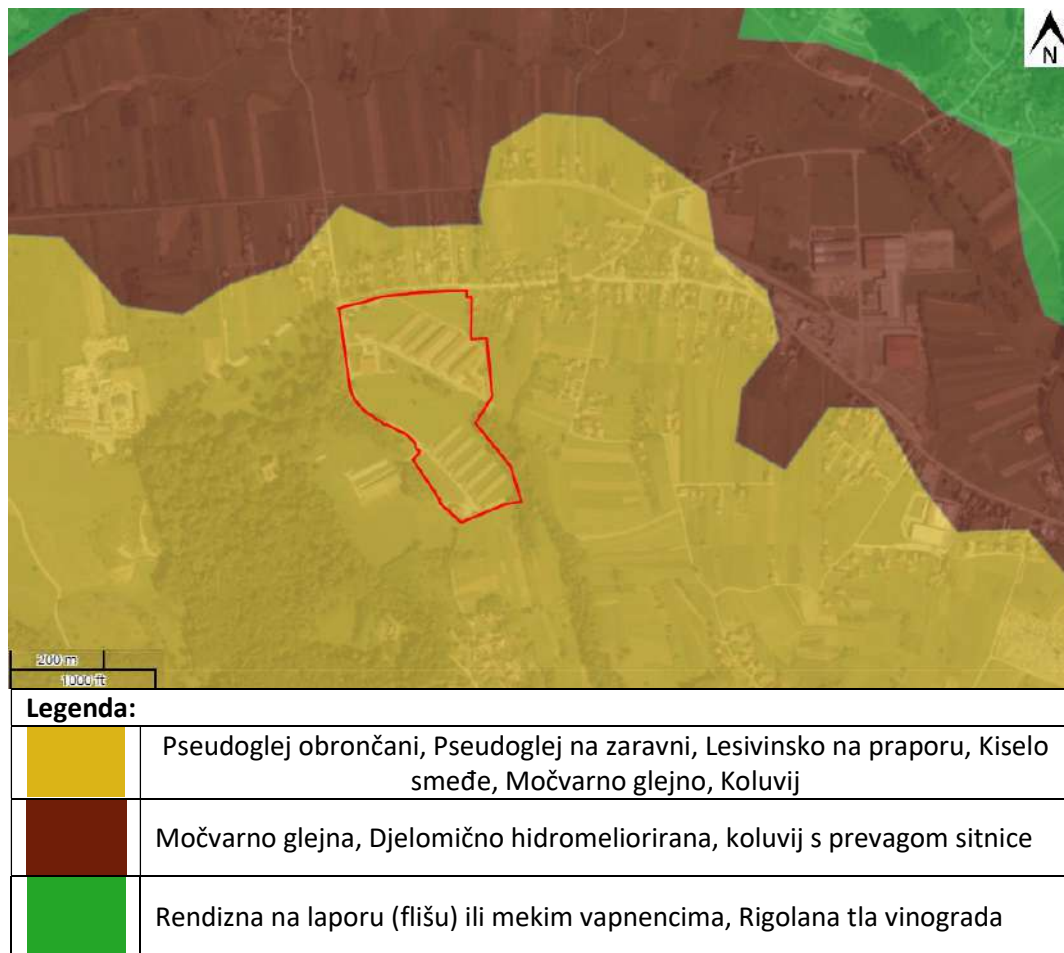 N
200 m
1000 ft
Legenda:
Pseudoglej obrončani, Pseudoglej na zaravni, Lesivinsko na praporu, Kiselo
smeđe, Močvarno glejno, Koluvij
Močvarno glejna, Djelomično hidromeliorirana, koluvij s prevagom sitnice
Rendizna na laporu (flišu) ili mekim vapnencima, Rigolana tla vinograda